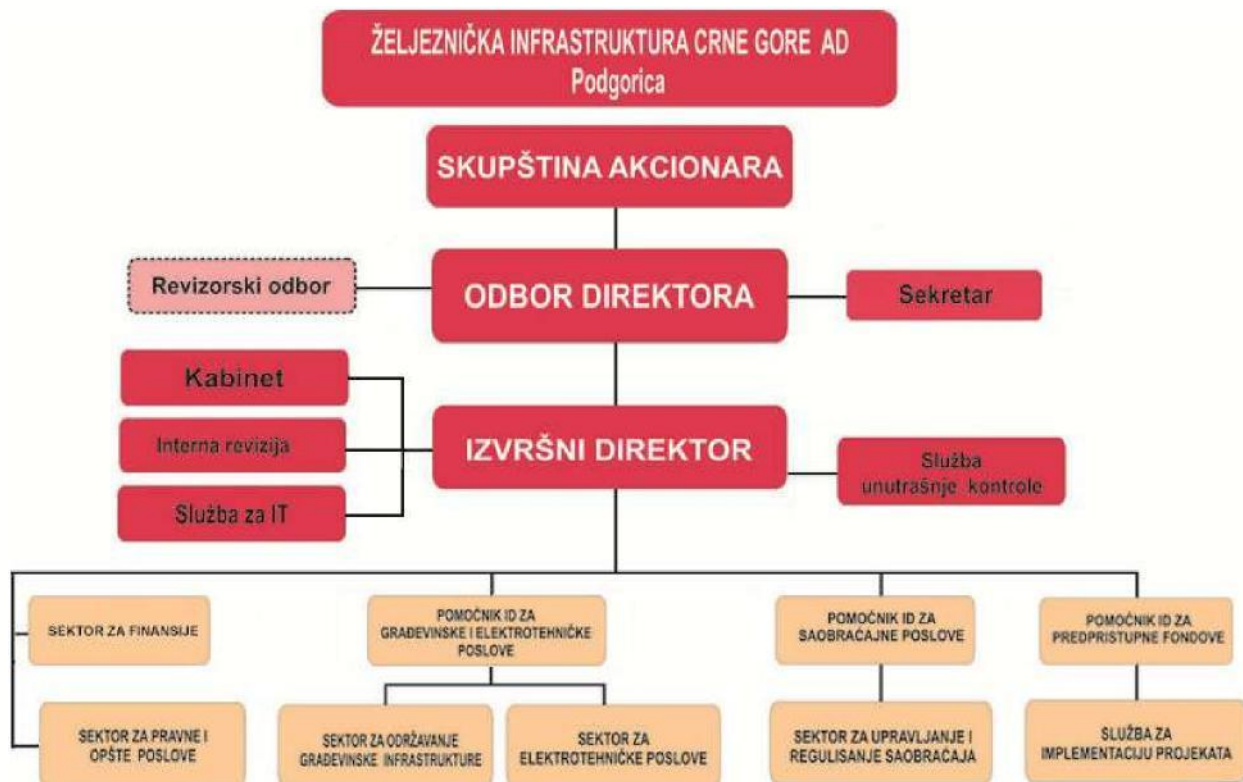 ŽELJEZNIČKA INFRASTRUKTURA CRNE GORE AD
Podgorica
SKUPŠTINA AKCIONARA
Revizorski odbor
ODBOR DIREKTORA
Sekretar
Kabinet
Interna revizija
IZVRŠNI DIREKTOR
Služba
unutrašnje kontrole
Služba za IT
SEKTOR ZA FINANSIJE
POMOĆNIK ID ZA
GRAĐEVINSKE I ELEKTROTEHNIČKE
POSLOVE
POMOĆNIK ID ZA
SAOBRAĆAJNE POSLOVE
POMOĆNIK ID ZA
PREDPRISTUPNE FONDOVE
SEKTOR ZA PRAVNE I
OPŠTE POSLOVE
SEKTOR ZA ODRŽAVANJE
GRAĐEVINSKE INFRASTRUKTURE
SEKTOR ZA
ELEKTROTEHNIČKE POSLOVE
SEKTOR ZA UPRAVLJANJE I
REGULISANJE SAOBRAĆAJA
SLUŽBA ZA
IMPLEMENTACIJU PROJEKATA